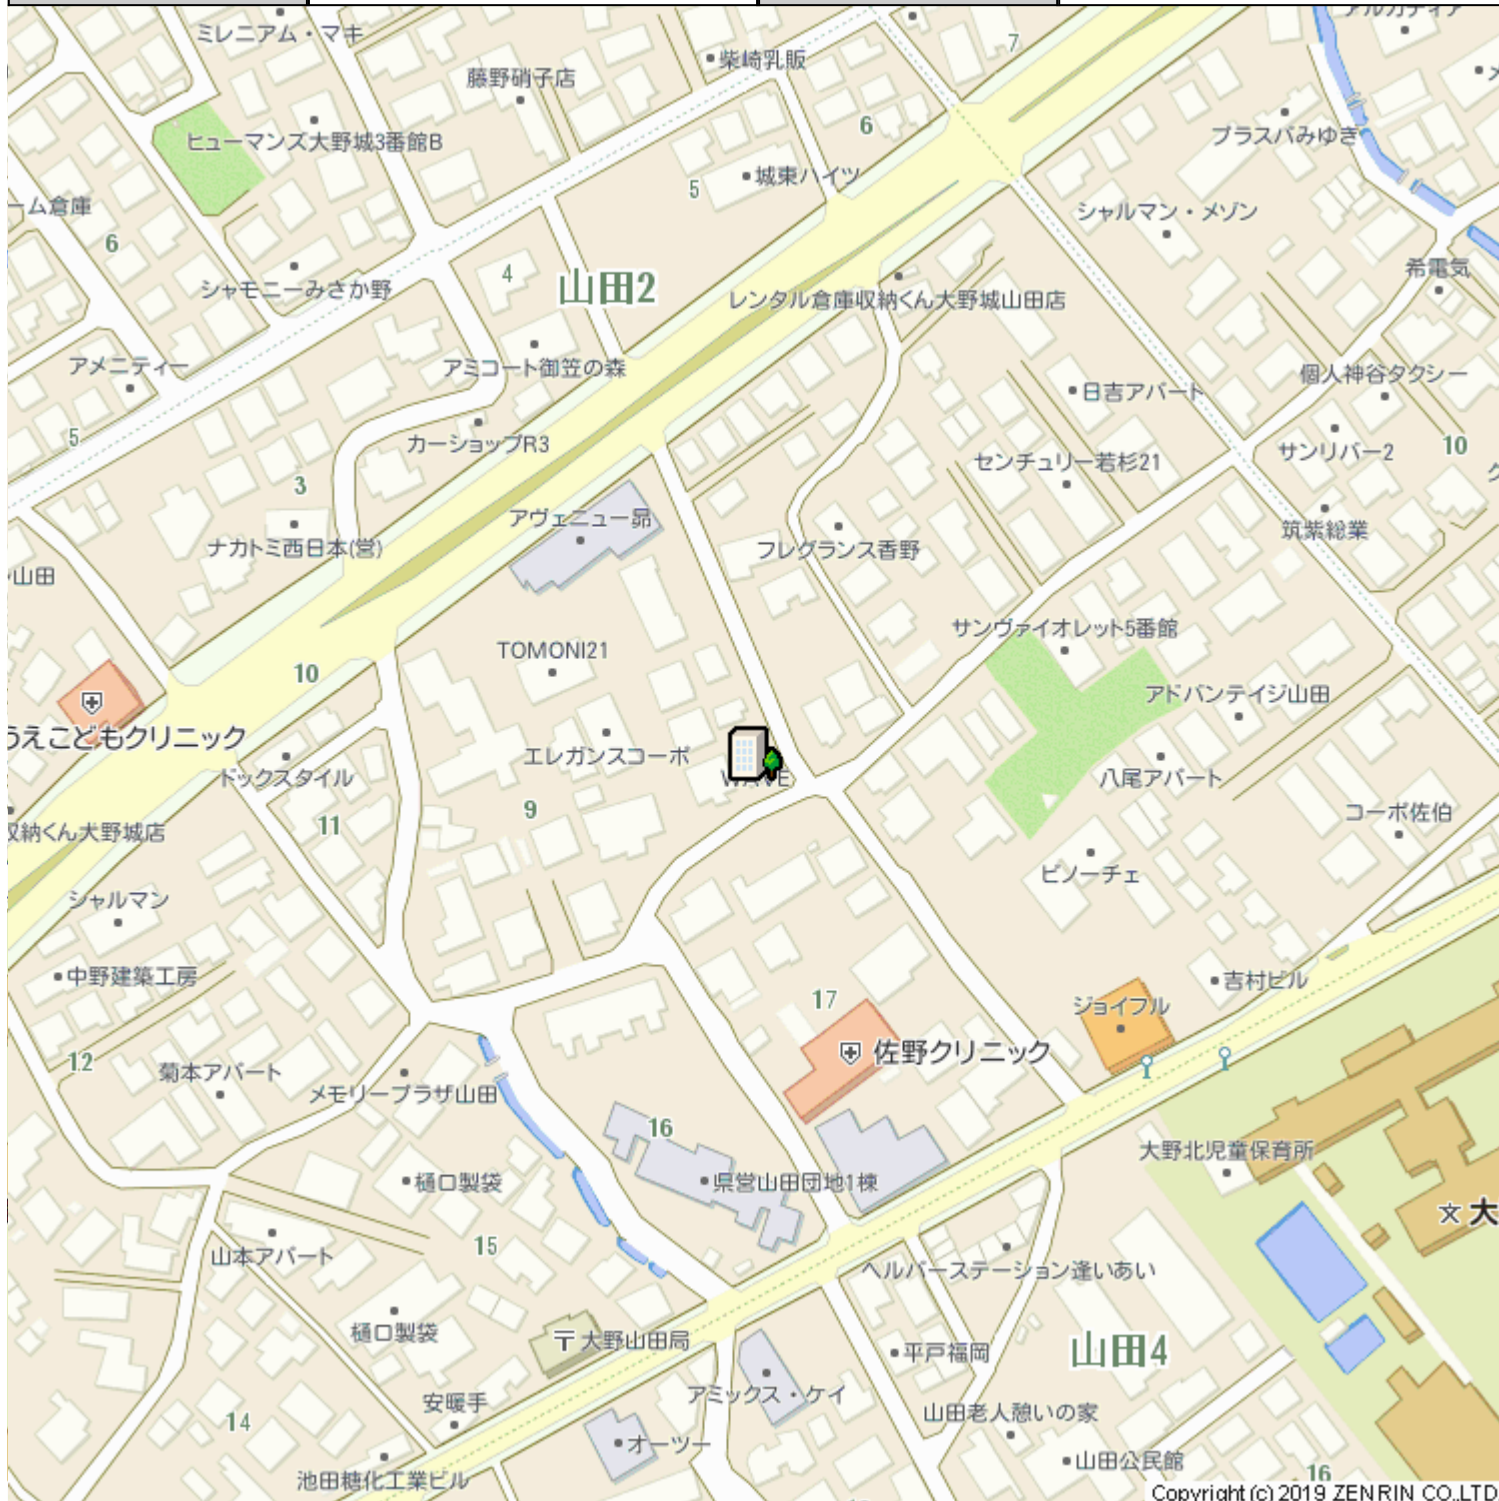 アルカディア
ミレニアム・マキ
7
柴崎乳販
藤野硝子店
6
ブラスパみゆき
ヒューマンズ大野城3番館B
城東ハイツ
5
ーム倉庫
シャルマン・メゾン
6
希電気
4
山田2
シャモニーみさか野
レンタル倉庫収納くん大野城山田店
アメニティー
アミコート御笠の森
個人神谷タクシー
日吉アパート
5
カーショップR3
サンリバー2
10
センチュリー若杉21
3
アヴェニュー昴
筑紫総業
ナカトミ西日本(営)
フレグランス香野
山田
サンヴァイオレット5番館
TOMONI21
10
アドバンテイジ山田
うえこどもクリニック
エレガンスコーポ
ドックスタイル
WAVE
八尾アパート
9
11
コーポ佐伯
収納くん大野城店
ビノーチェ
シャルマン
中野建築工房
吉村ビル
17
ジョイフル
佐野クリニック
12
菊本アパート
メモリープラザ山田
16
大野北児童保育所
樋口製袋
県営山田団地1棟
文大
山本アパート
15
ヘルパーステーション逢いあい
樋口製袋
〒大野山田局
平戸福岡
山田4
アミックス・ケイ
安暖手
山田老人憩いの家
14
オーツー
山田公民館
池田糖化工業ビル
16
Copyright (c) 2019 ZENRIN CO.,LTD